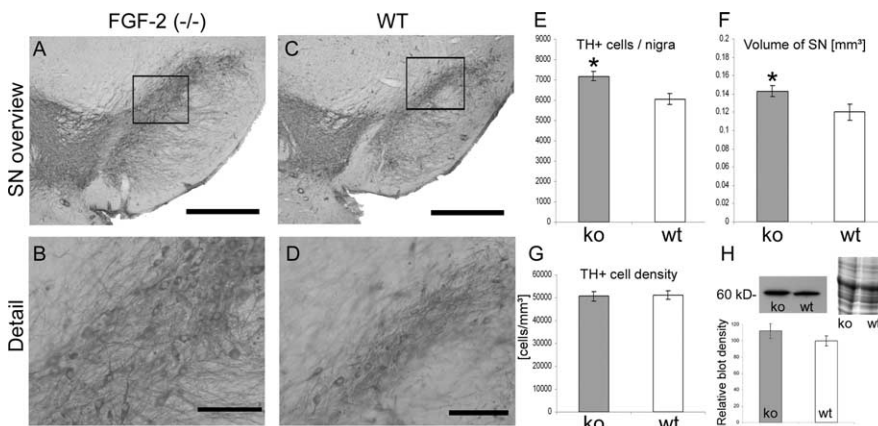 FGF-2 (-/-)
WT
SN overview
Detail
A
B
C
D
E
TH+ cells / nigra
*
9000
8000
7000
6000
5000
4000
3000
2000
1000
0
ko
wt
F
Volume of SN [mm³]
*
0.2
0.18
0.16
0.14
0.12
0.1
0.08
0.06
0.04
0.02
0
ko
wt
G
TH+ cell density
[cells/mm³]
60000
50000
40000
30000
20000
10000
0
ko
wt
H
60 kD-
ko
wt
ko
wt
Relative blot density
120
100
80
60
40
20
0
ko
wt